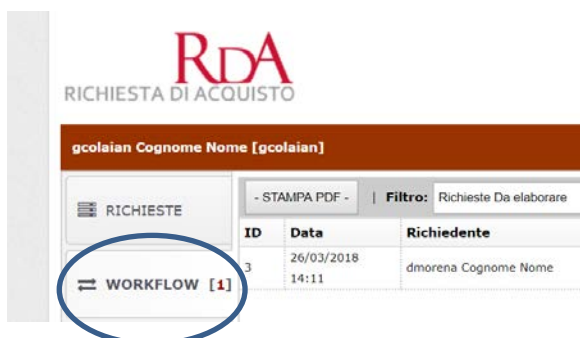 RDA
RICHIESTA DI ACQUISTO
gcolaian Cognome Nome [gcolaian]
RICHIESTE
WORKFLOW [1]
- STAMPA PDF - | Filtro: Richieste Da elaborare
ID Data Richiedente
3 26/03/2018 14:11 dmorena Cognome Nome